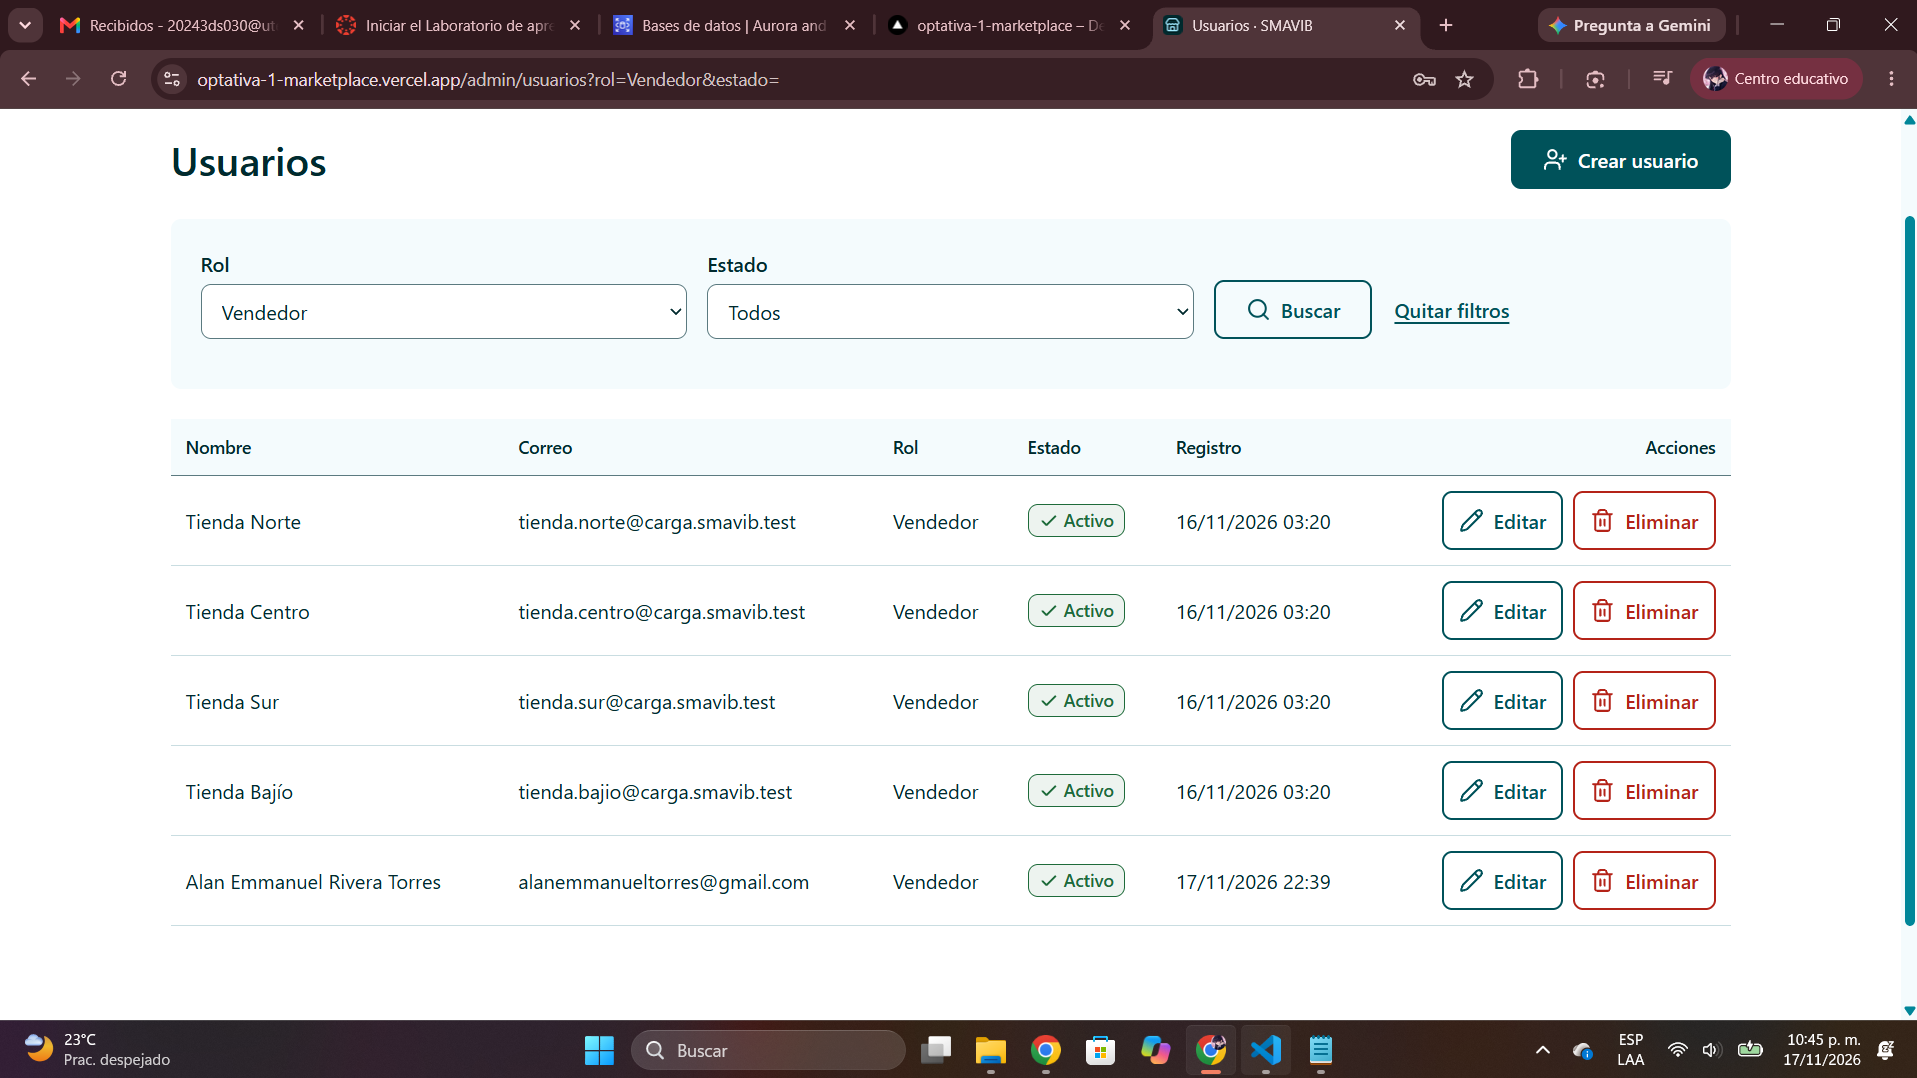 Recibidos - 20243ds030@ut
Iniciar el Laboratorio de apre
Bases de datos | Aurora and
optativa-1-marketplace – De
Usuarios · SMAVIB
Pregunta a Gemini
optativa-1-marketplace.vercel.app/admin/usuarios?rol=Vendedor&estado=
Centro educativo
Usuarios
Crear usuario
Rol
Estado
Vendedor
Todos
Buscar
Quitar filtros
Nombre Correo Rol Estado Registro Acciones
Tienda Norte tienda.norte@carga.smavib.test Vendedor Activo 16/11/2026 03:20 Editar Eliminar
Tienda Centro tienda.centro@carga.smavib.test Vendedor Activo 16/11/2026 03:20 Editar Eliminar
Tienda Sur tienda.sur@carga.smavib.test Vendedor Activo 16/11/2026 03:20 Editar Eliminar
Tienda Bajío tienda.bajio@carga.smavib.test Vendedor Activo 16/11/2026 03:20 Editar Eliminar
Alan Emmanuel Rivera Torres alanemmanueltorres@gmail.com Vendedor Activo 17/11/2026 22:39 Editar Eliminar
23°C
Prac. despejado
Buscar
ESP
LAA
10:45 p. m.
17/11/2026